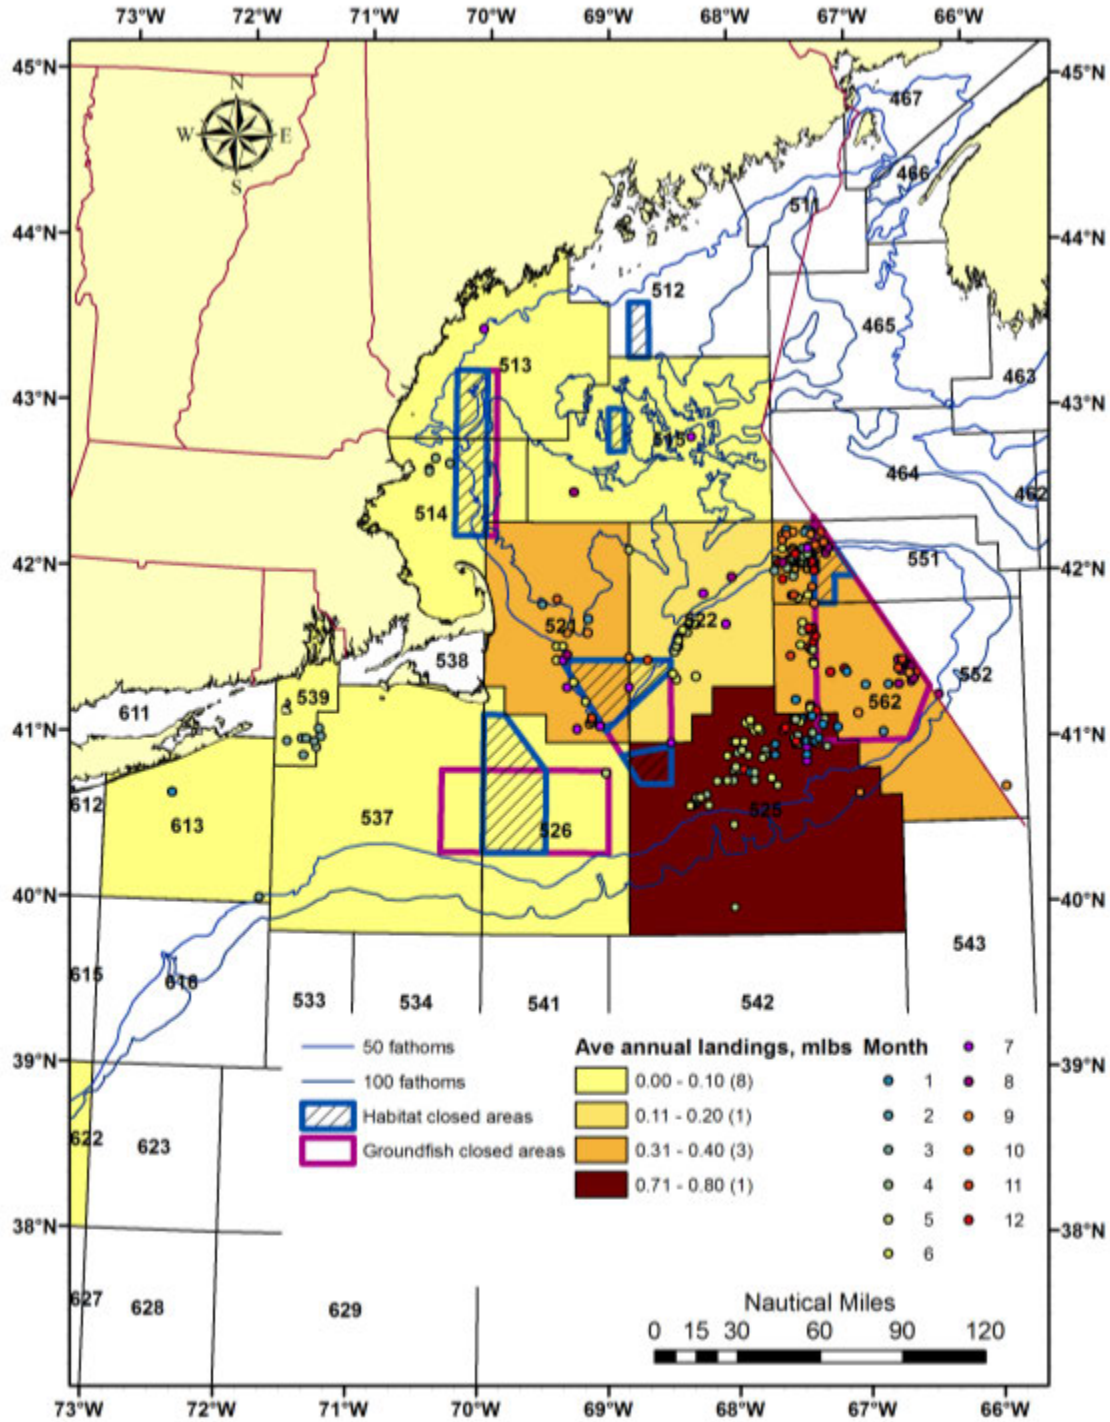 73°W 72°W 71°W 70°W 69°W 68°W 67°W 66°W
45°N 45°N
N
W E
S
467
466
511
44°N 44°N
512
465
513
463
43°N 43°N
515
464
462
514
551
42°N 42°N
521 522
538
539
552
611
562
41°N 41°N
612
613 537 526 525
40°N 40°N
543
615 616
533 534 541 542
39°N 39°N
50 fathoms
100 fathoms
Habitat closed areas
Groundfish closed areas
Ave annual landings, mlbs
0.00 - 0.10 (8)
0.11 - 0.20 (1)
0.31 - 0.40 (3)
0.71 - 0.80 (1)
Month
1
2
3
4
5
6
7
8
9
10
11
12
622 623
38°N 38°N
627 628 629
Nautical Miles
0 15 30 60 90 120
73°W 72°W 71°W 70°W 69°W 68°W 67°W 66°W